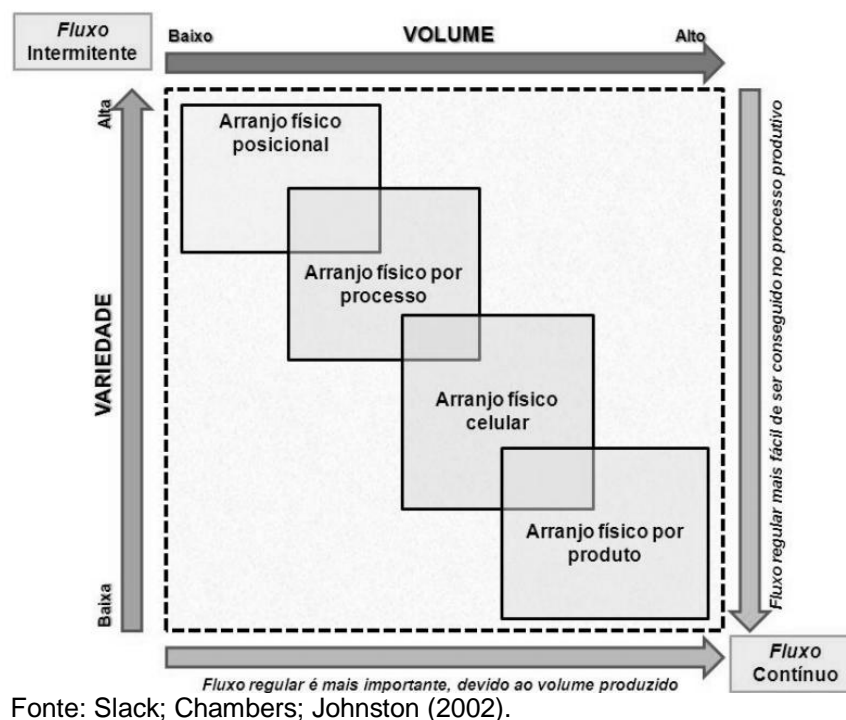 Fluxo
Intermitente
Baixo
VOLUME
Alto
Alta
VARIEDADE
Baixa
Arranjo físico
posicional
Arranjo físico por
processo
Arranjo físico
celular
Arranjo físico por
produto
Fluxo regular mais fácil de ser conseguido no processo produtivo
Fluxo
Contínuo
Fluxo regular é mais importante, devido ao volume produzido
Fonte: Slack; Chambers; Johnston (2002).